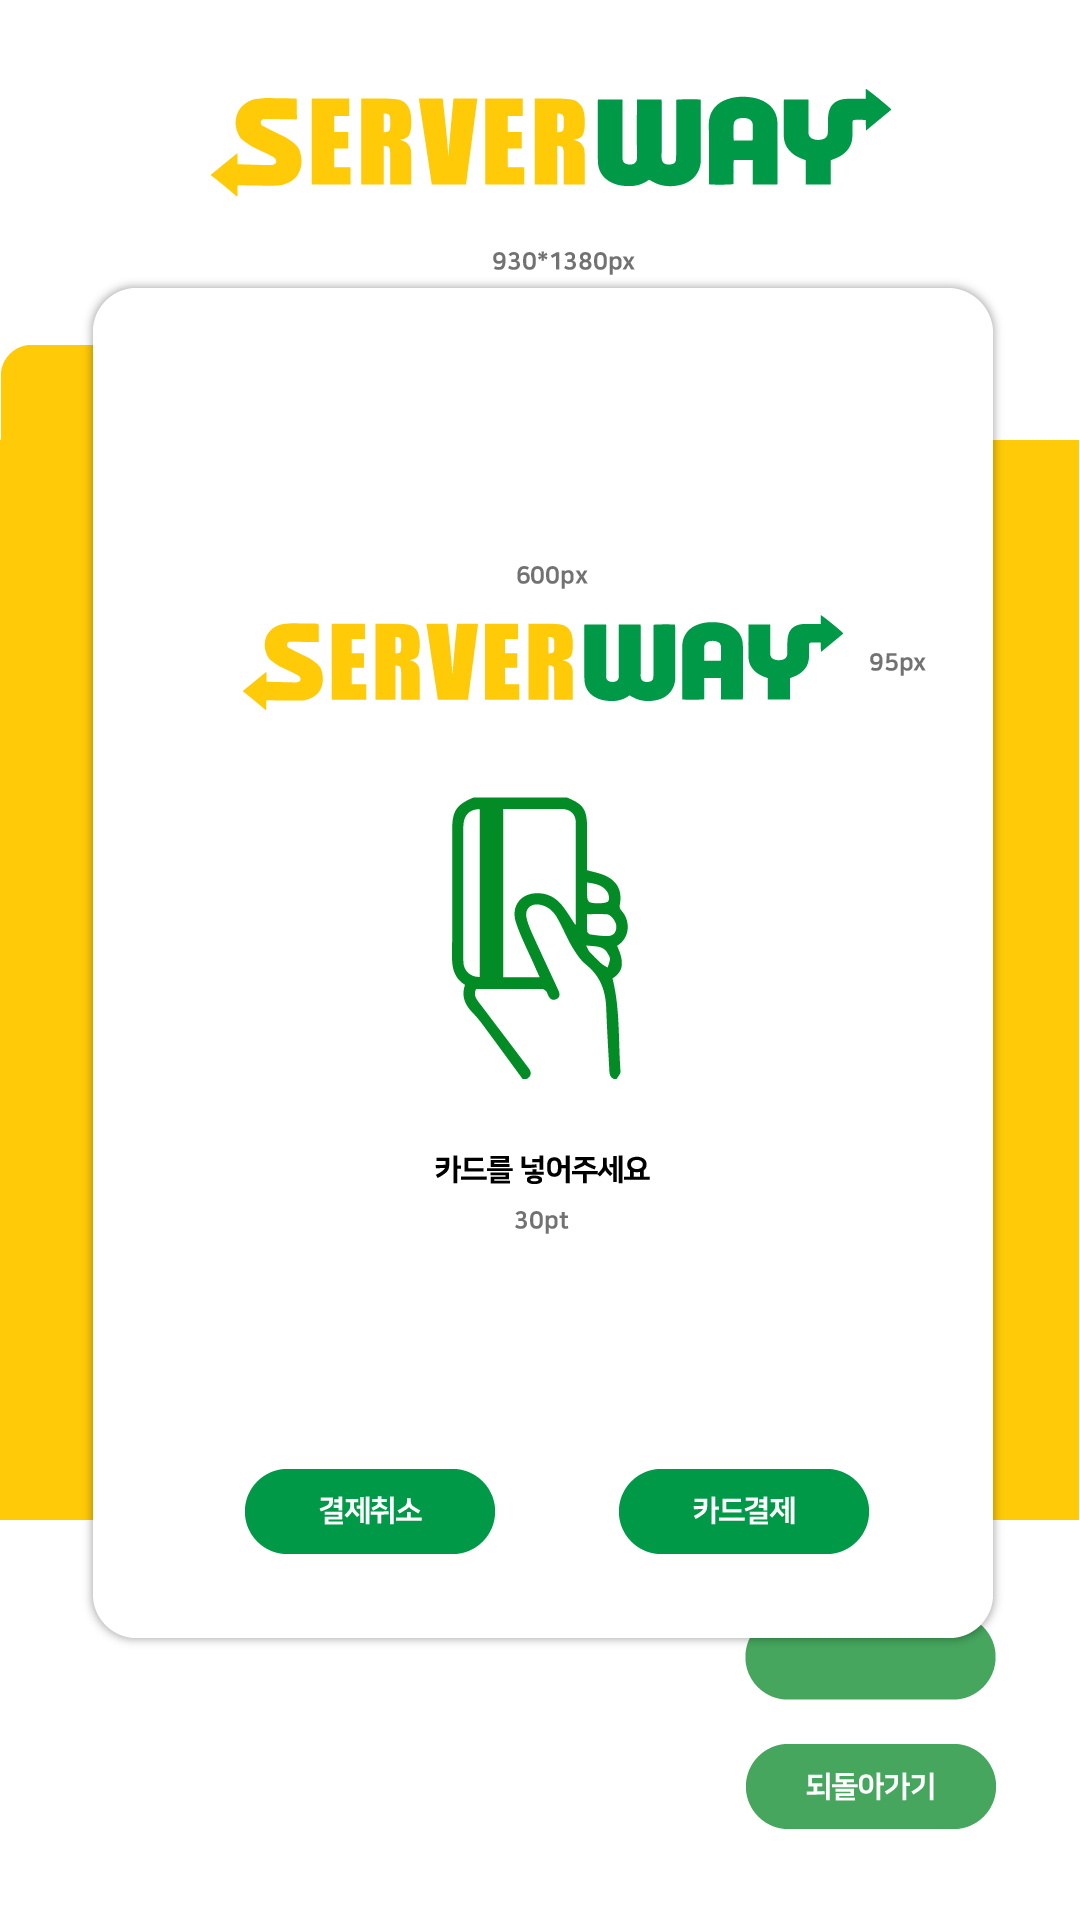 SERVERWAY
930*1380px
600px
SERVERWAY
95px
카드를 넣어주세요
30pt
결제취소
카드결제
되돌아가기